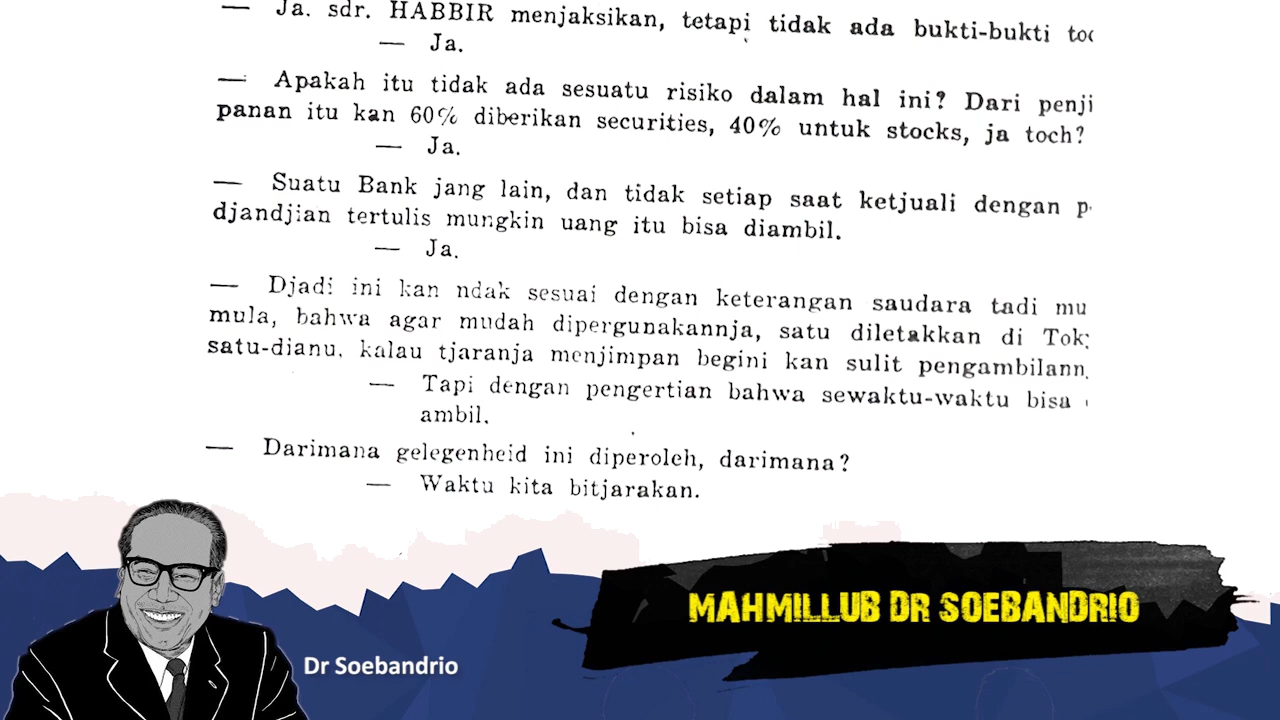 — Ja. sdr. HABBIR menjaksikan, tetapi tidak ada bukti-bukti
— Ja.
— Apakah itu tidak ada sesuatu risiko dalam hal ini? Dari penji
panan itu kan 60% diberikan securities, 40% untuk stocks, ja toch?
— Ja.
— Suatu Bank jang lain, dan tidak setiap saat ketjuali dengan
djandjian tertulis mungkin uang itu bisa diambil.
— Ja.
— Djadi ini kan ndak sesuai dengan keterangan saudara tadi mu
mula, bahwa agar mudah dipergunakannja, satu diletakkan di
satu-dianu, kalau tjaranja menjimpan begini kan sulit
— Tapi dengan pengertian bahwa sewaktu-waktu bisa
ambil.
— Darimana gelegenheid ini diperoleh, darimana?
— Waktu kita bitjarakan.
MAHMILLUB DR SOEBANDRIO
Dr Soebandrio